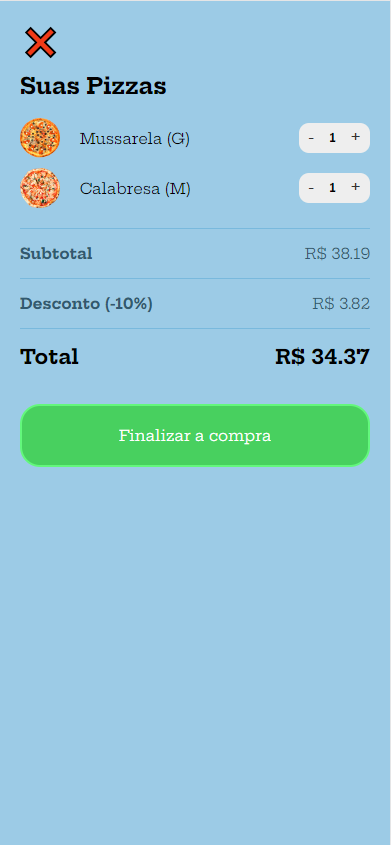 Suas Pizzas
Mussarela (G) - 1 +
Calabresa (M) - 1 +
Subtotal R$ 38.19
Desconto (-10%) R$ 3.82
Total R$ 34.37
Finalizar a compra